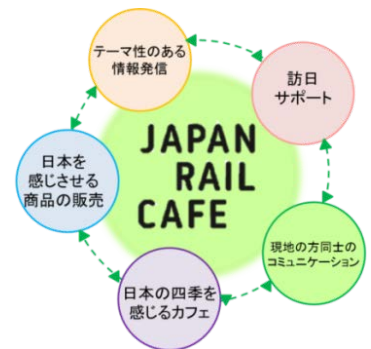 テーマ性のある
情報発信
訪日
サポート
JAPAN
RAIL
CAFE
日本を
感じさせる
商品の販売
現地の方同士の
コミュニケーション
日本の四季を
感じるカフェ